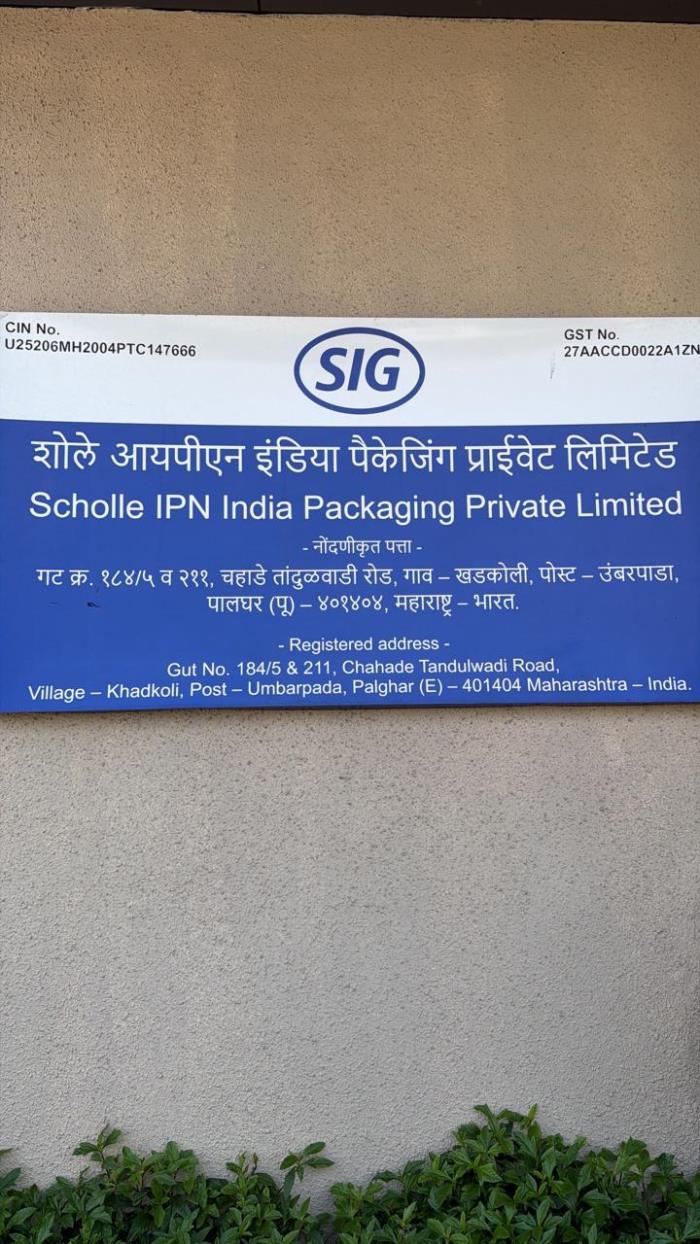 CIN No.
U25206MH2004PTC147666
SIG
GST No.
27AACCD0022A1ZN
शोले आयपीएन इंडिया पैकेजिंग प्राईवेट लिमिटेड
Scholle IPN India Packaging Private Limited
- नोंदणीकृत पत्ता -
गट क्र. १८४/५ व २११, चहाडे तांदुळवाडी रोड, गाव – खडकोली, पोस्ट – उंबरपाडा,
पालघर (पू) – ४०१४०४, महाराष्ट्र – भारत.
- Registered address -
Gut No. 184/5 & 211, Chahade Tandulwadi Road,
Village – Khadkoli, Post – Umbarpada, Palghar (E) – 401404 Maharashtra – India.